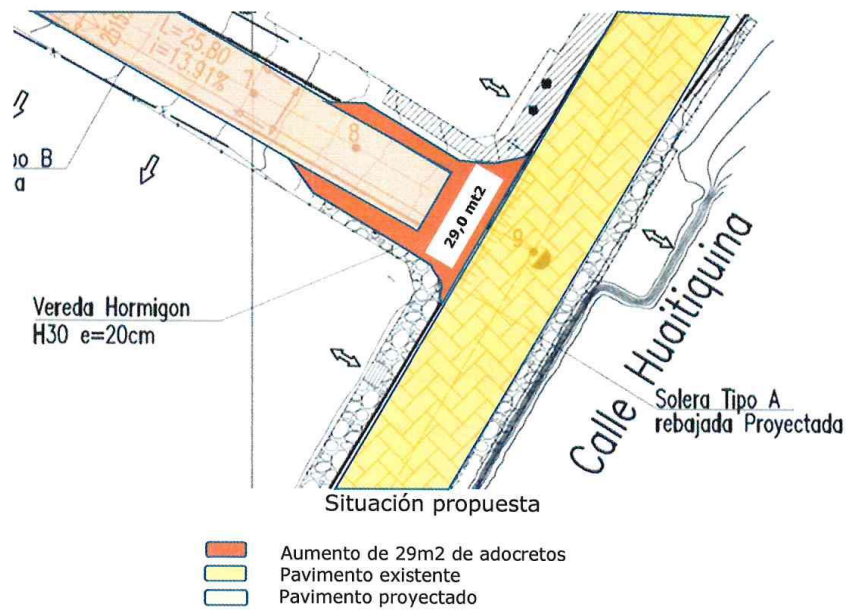 L=25.80
i=13.91%
1
8
29,0 mt2
9
a
Vereda Hormigon
H30 e=20cm
Calle Huaitiquina
Solera Tipo A
rebajada Proyectada
Situación propuesta
Aumento de 29m2 de adocretos
Pavimento existente
Pavimento proyectado